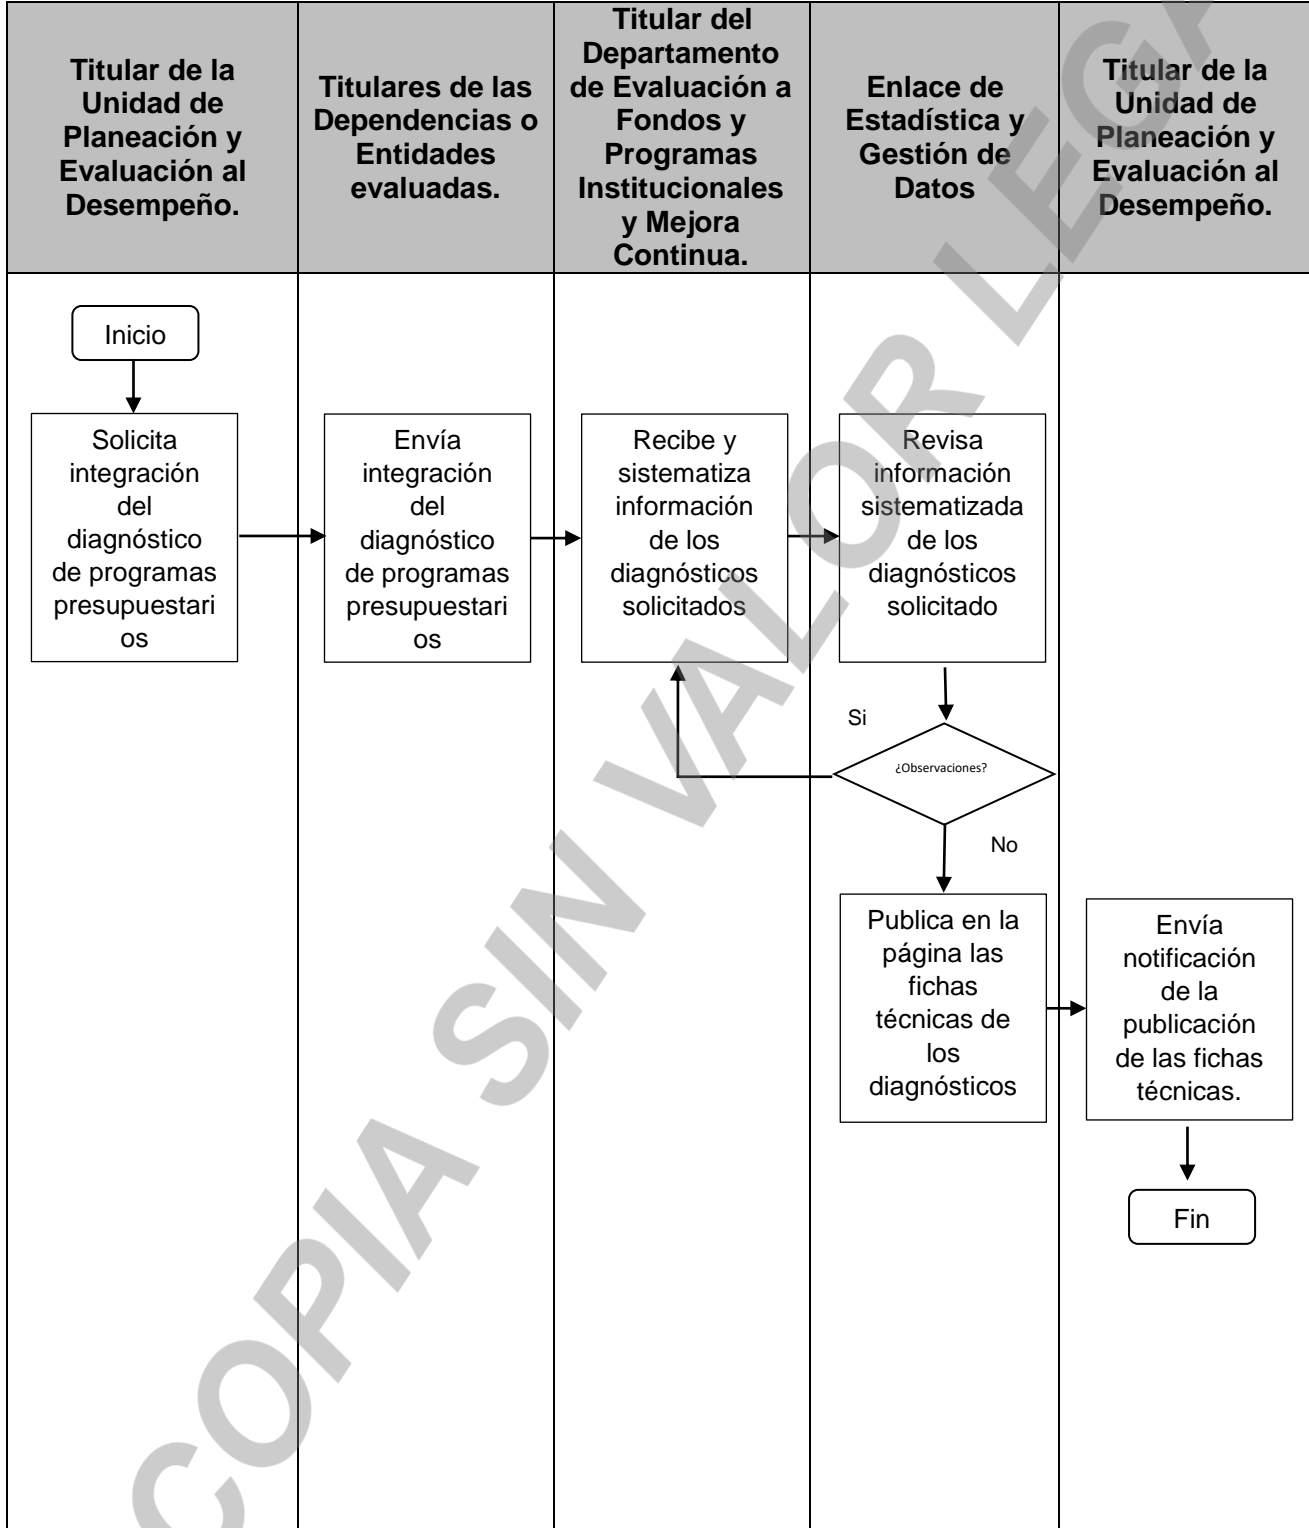 Titular de la
Unidad de
Planeación y
Evaluación al
Desempeño.
Titulares de las
Dependencias o
Entidades
evaluadas.
Titular del
Departamento
de Evaluación a
Fondos y
Programas
Institucionales
y Mejora
Continua.
Enlace de
Estadística y
Gestión de
Datos
Titular de la
Unidad de
Planeación y
Evaluación al
Desempeño.
Inicio
Solicita
integración
del
diagnóstico
de programas
presupuestari
os
Envía
integración
del
diagnóstico
de programas
presupuestari
os
Recibe y
sistematiza
información
de los
diagnósticos
solicitados
Revisa
información
sistematizada
de los
diagnósticos
solicitado
Si
¿Observaciones?
No
Publica en la
página las
fichas
técnicas de
los
diagnósticos
Envía
notificación
de la
publicación
de las fichas
técnicas.
Fin
COPIA SIN VALOR LEGA